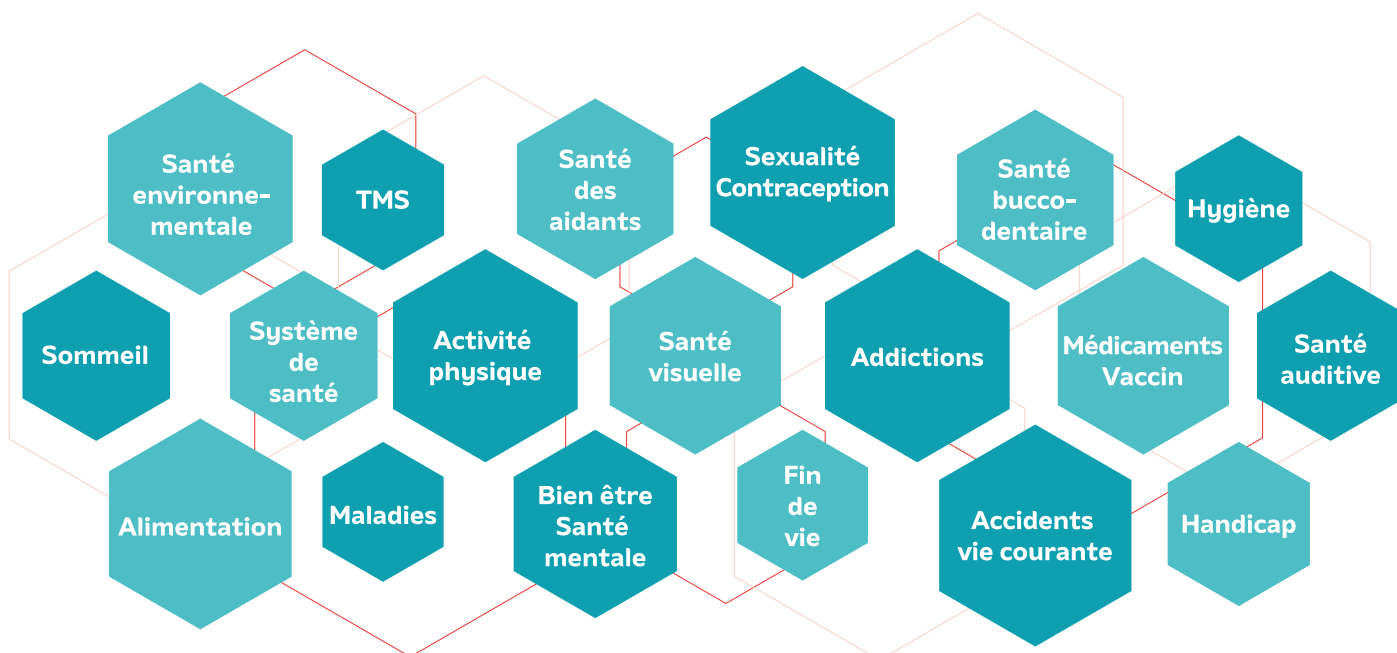 Santé
environne-
mentale
TMS
Santé
des
aidants
Sexualité
Contraception
Santé
bucco-
dentaire
Hygiène
Sommeil
Système
de
santé
Activité
physique
Santé
visuelle
Addictions
Médicaments
Vaccin
Santé
auditive
Alimentation
Maladies
Bien être
Santé
mentale
Fin
de
vie
Accidents
vie courante
Handicap